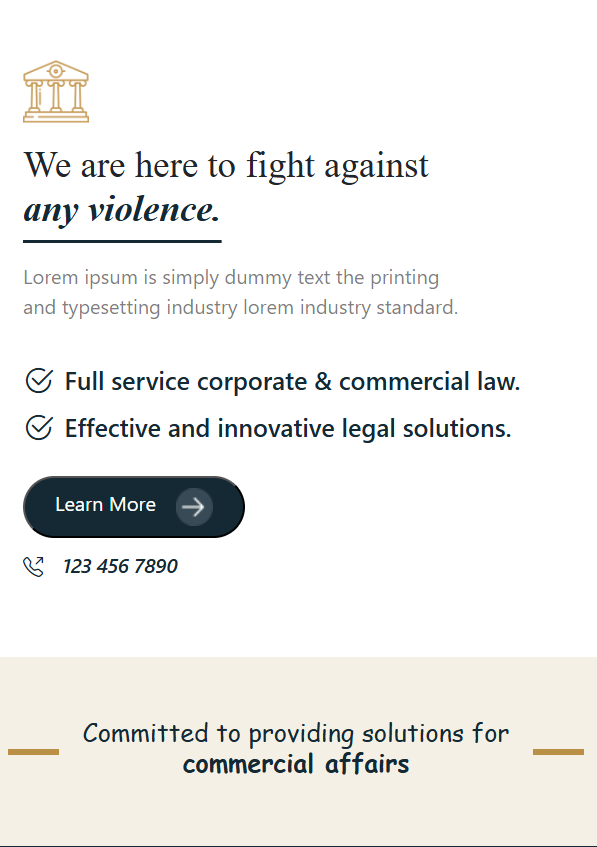 We are here to fight against
any violence.
Lorem ipsum is simply dummy text the printing
and typesetting industry lorem industry standard.
Full service corporate & commercial law.
Effective and innovative legal solutions.
Learn More
123 456 7890
Committed to providing solutions for
commercial affairs